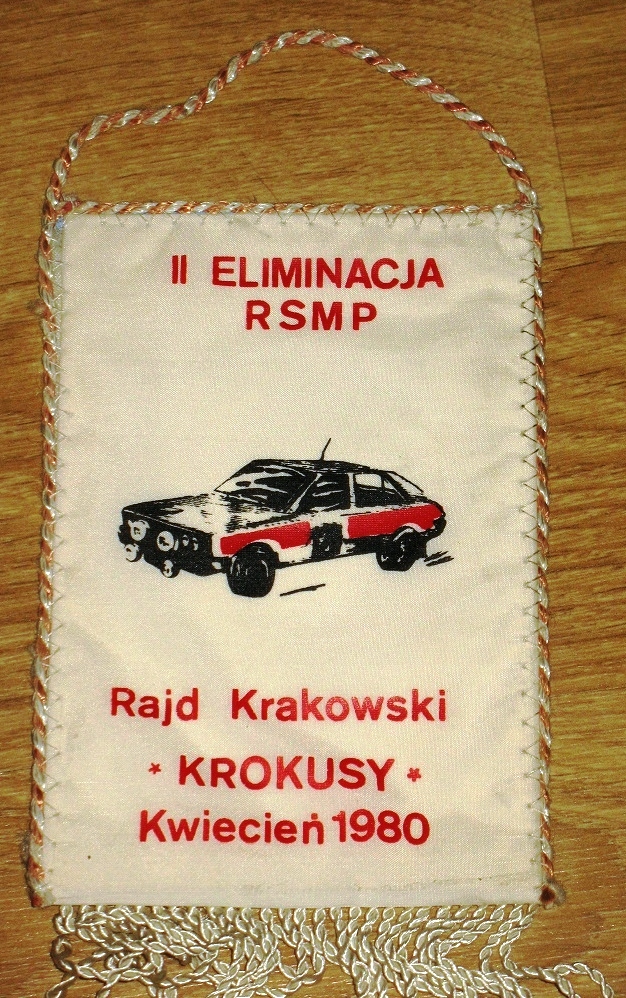 II ELIMINACJA
RSMP
Rajd Krakowski
* KROKUSY *
Kwiecień 1980